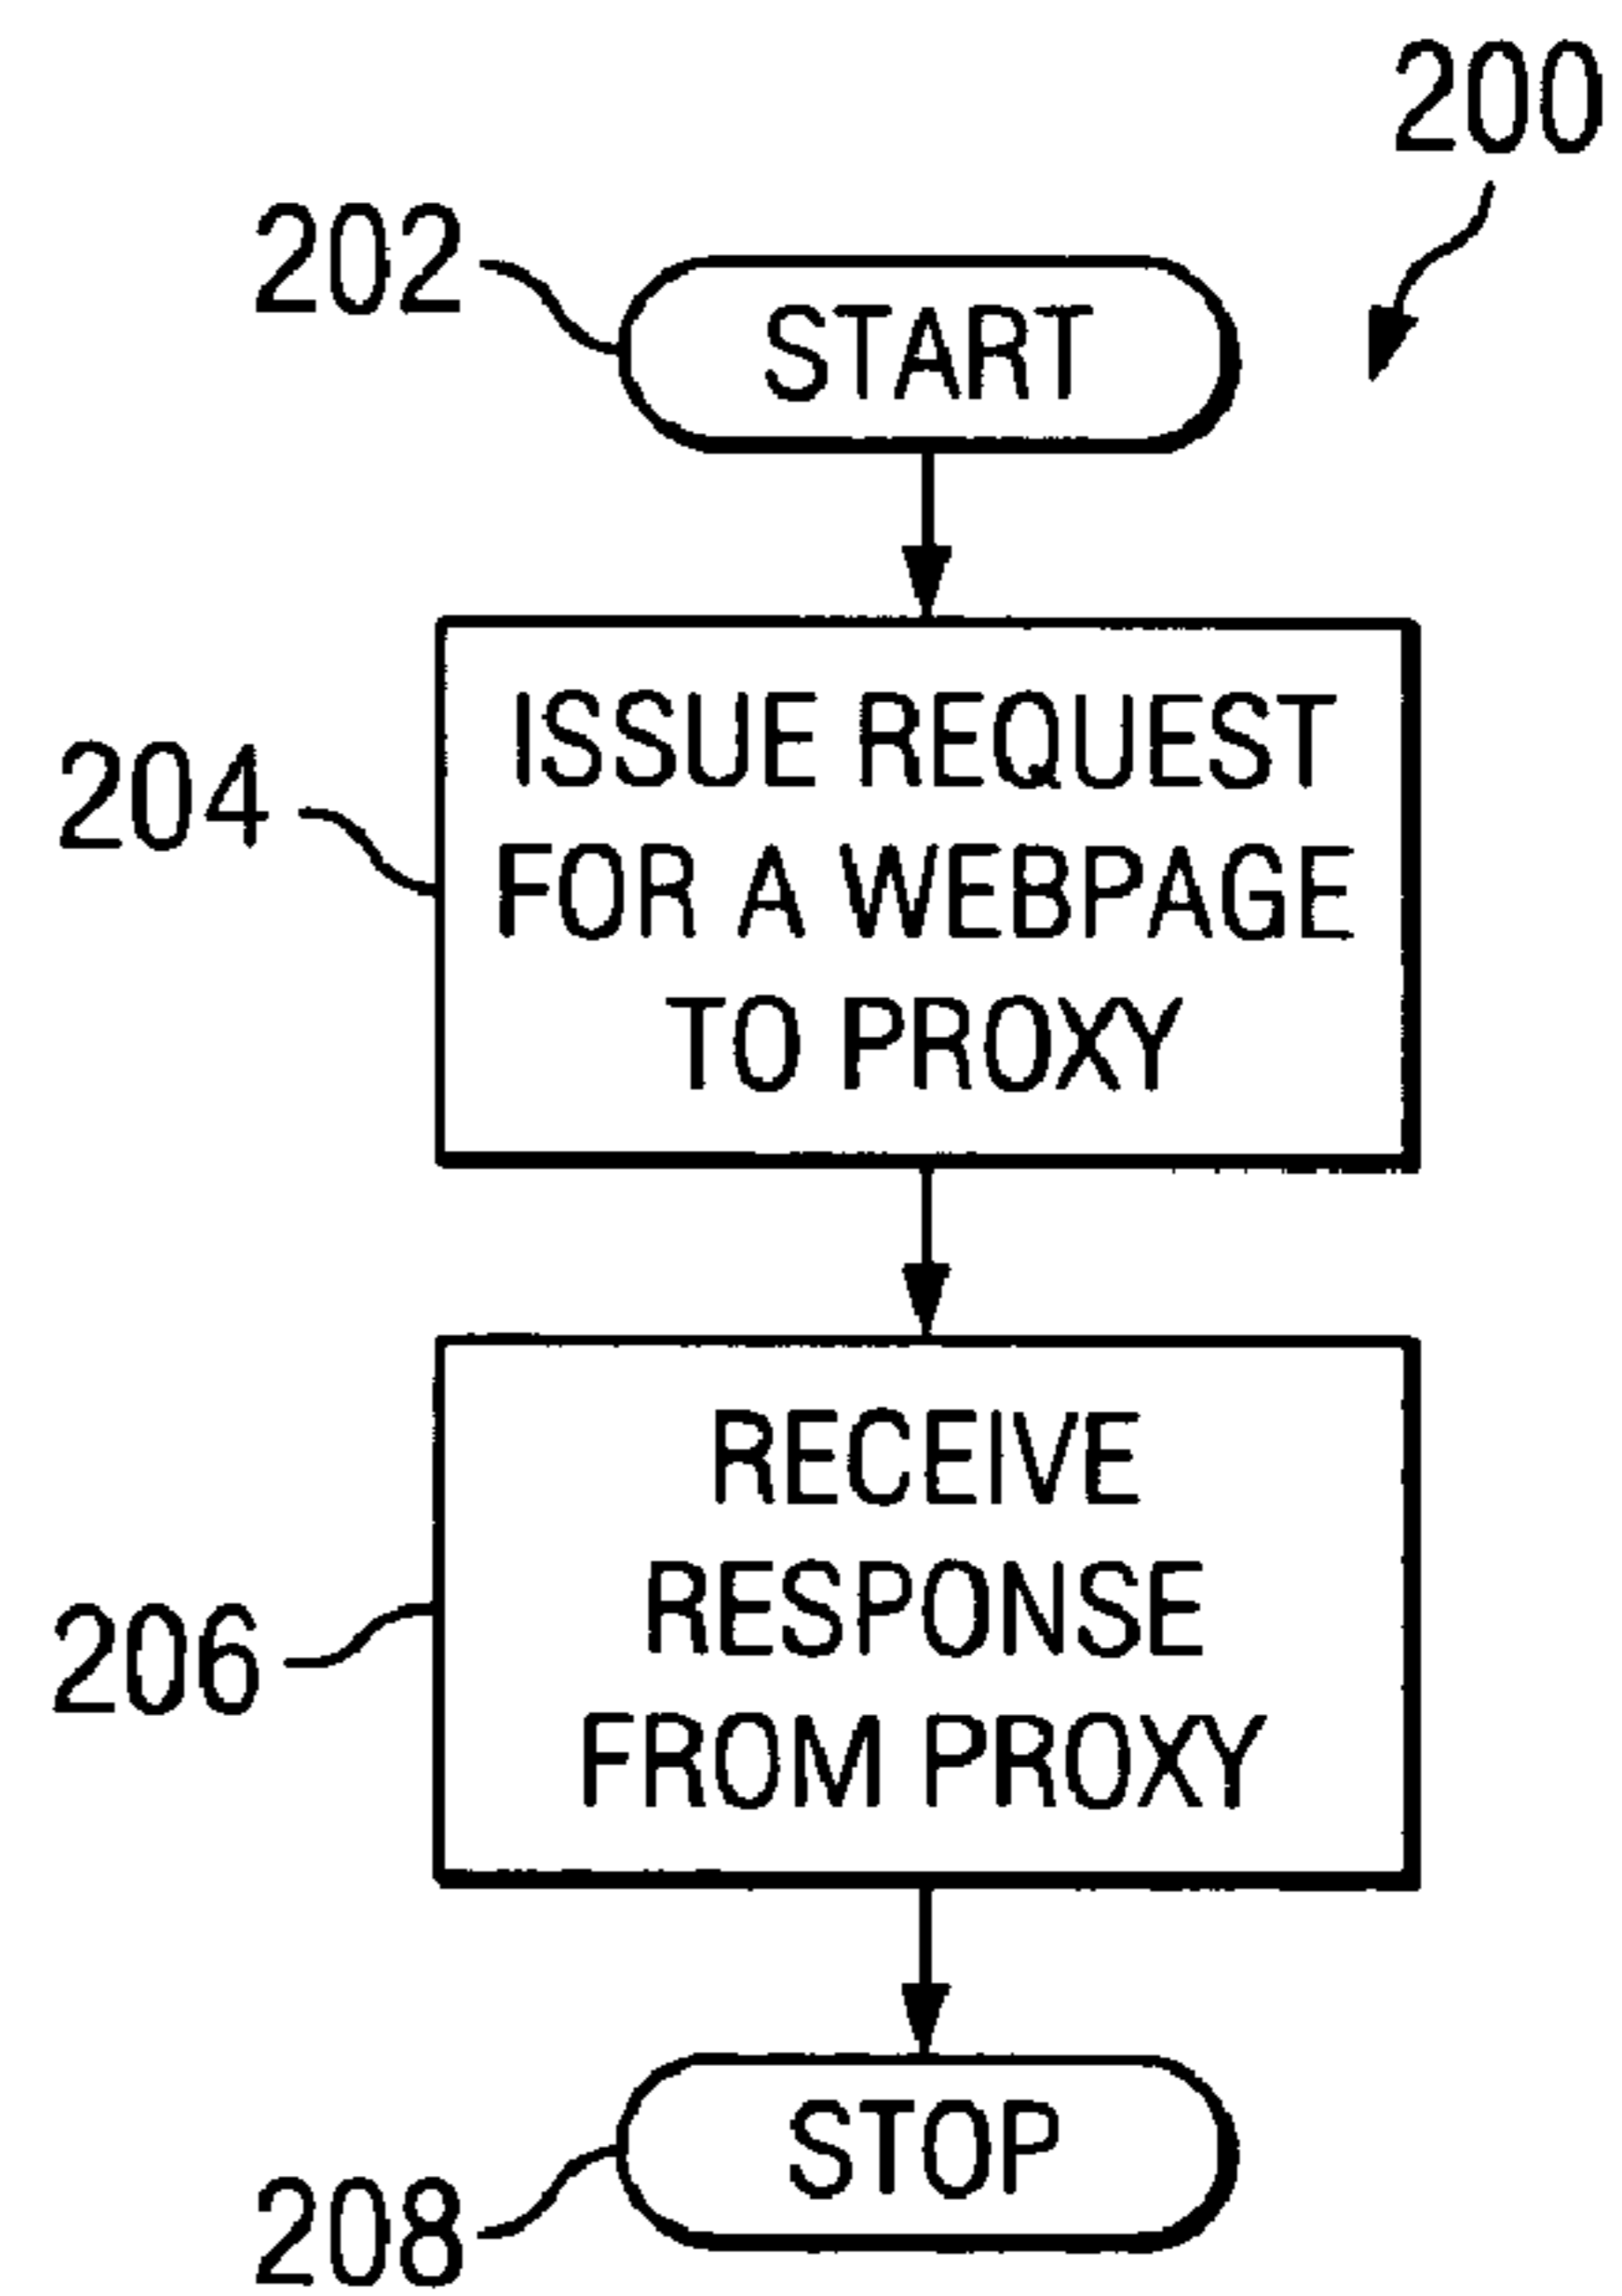 200
202
START
204
ISSUE REQUEST
FOR A WEBPAGE
TO PROXY
206
RECEIVE
RESPONSE
FROM PROXY
208
STOP